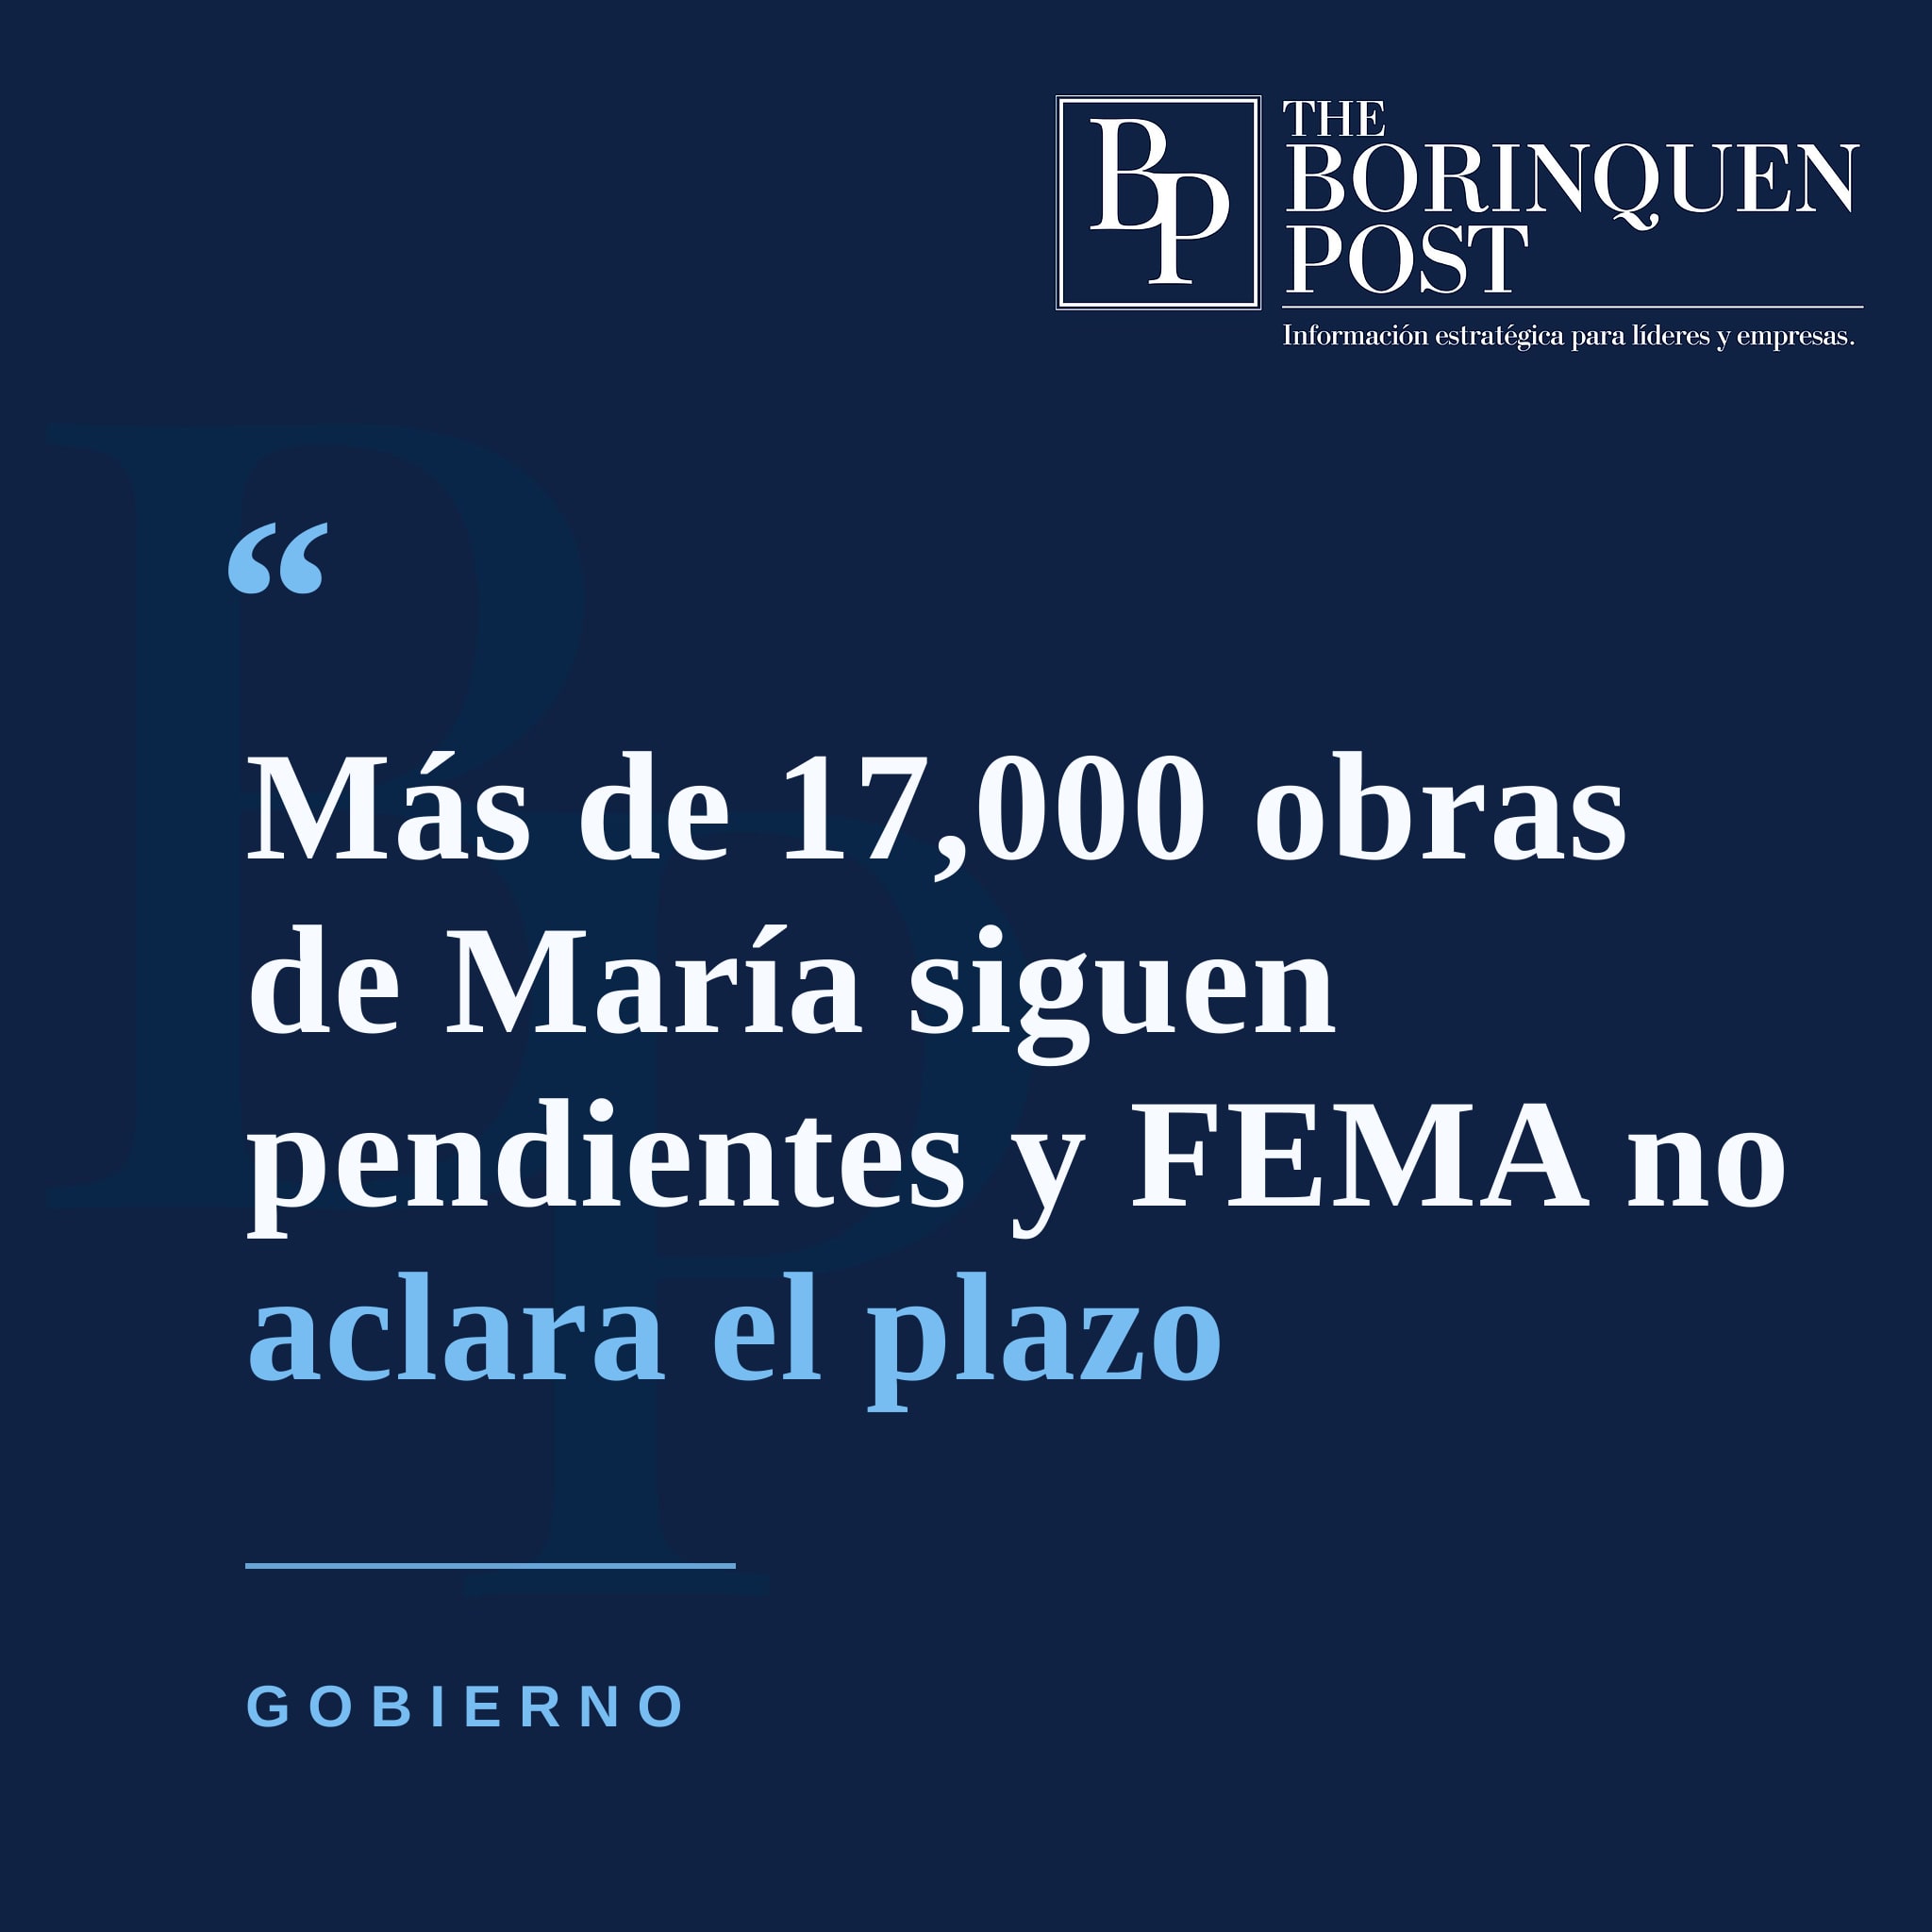 BP
THE
BORINQUEN
POST
Información estratégica para líderes y empresas.
“
Más de 17,000 obras
de María siguen
pendientes y FEMA no
aclara el plazo
GOBIERNO